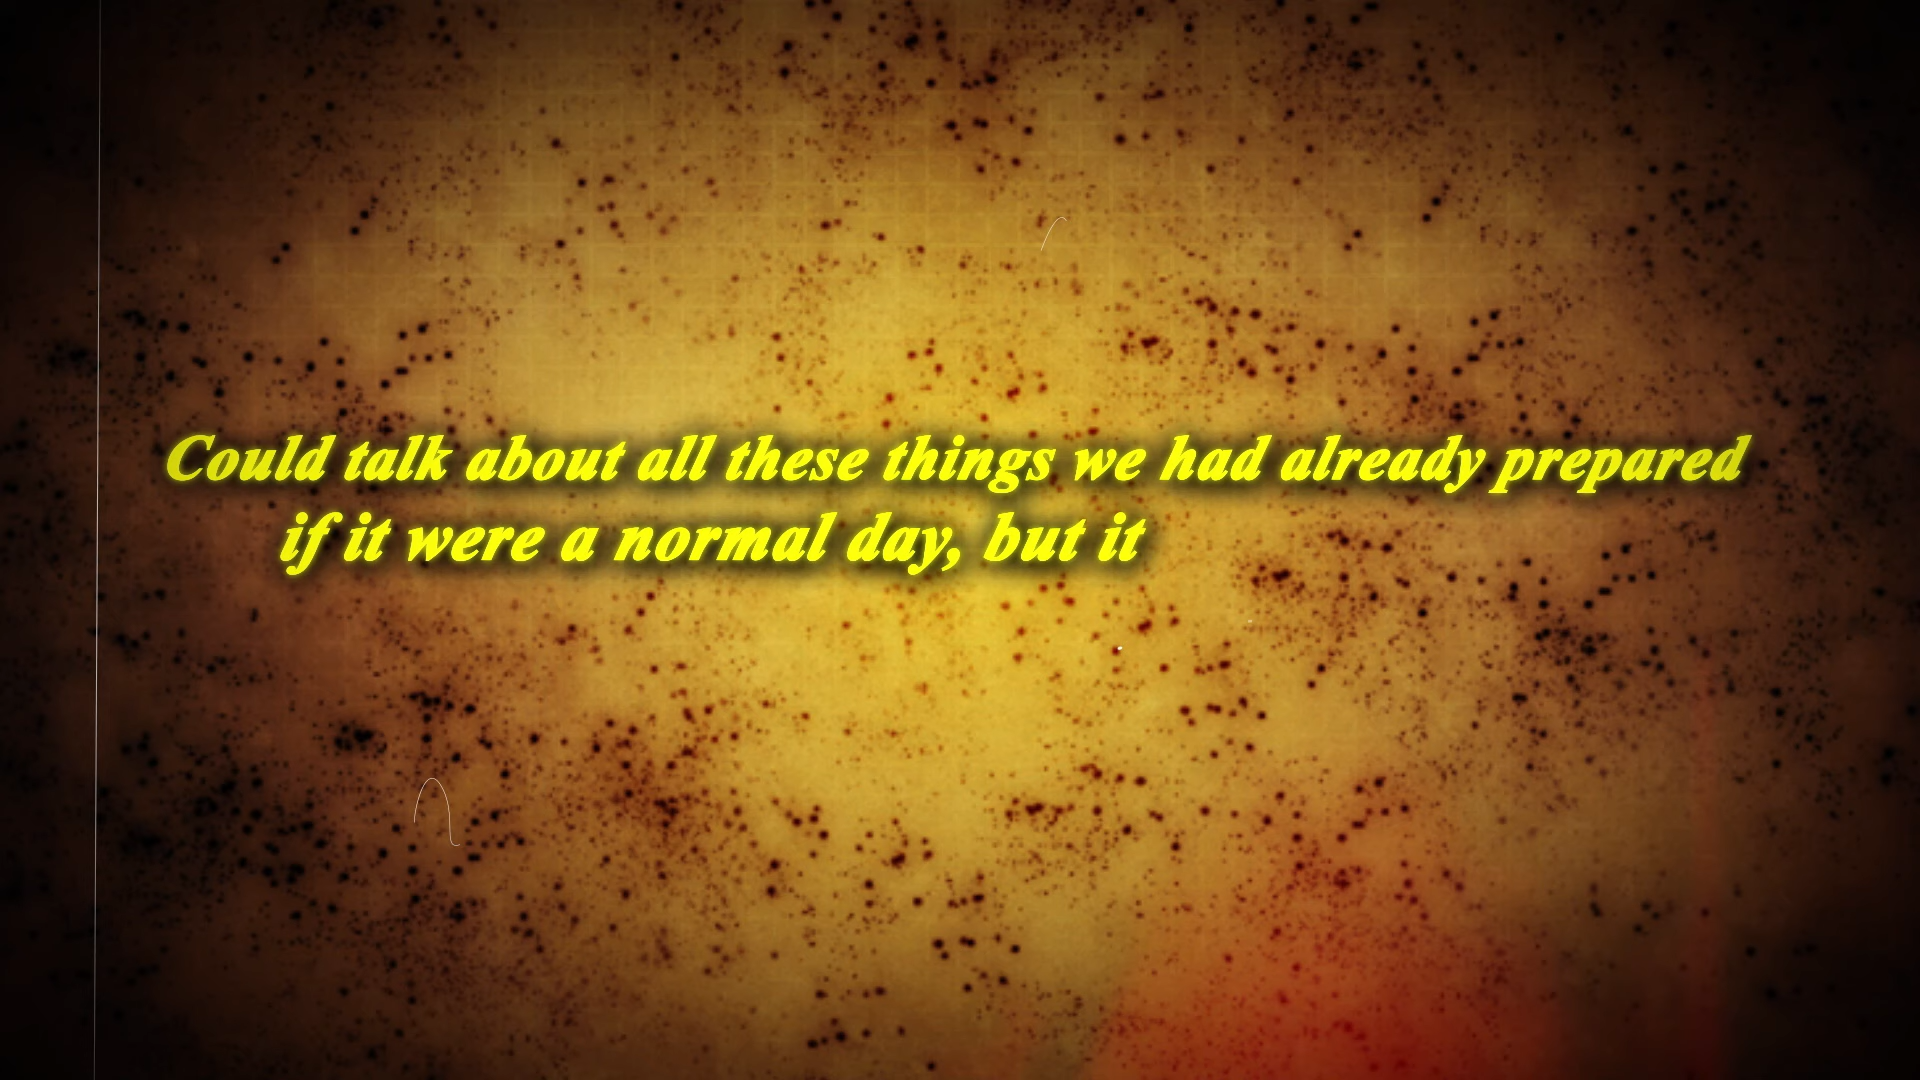 Could talk about all these things we had already prepared
if it were a normal day, but it